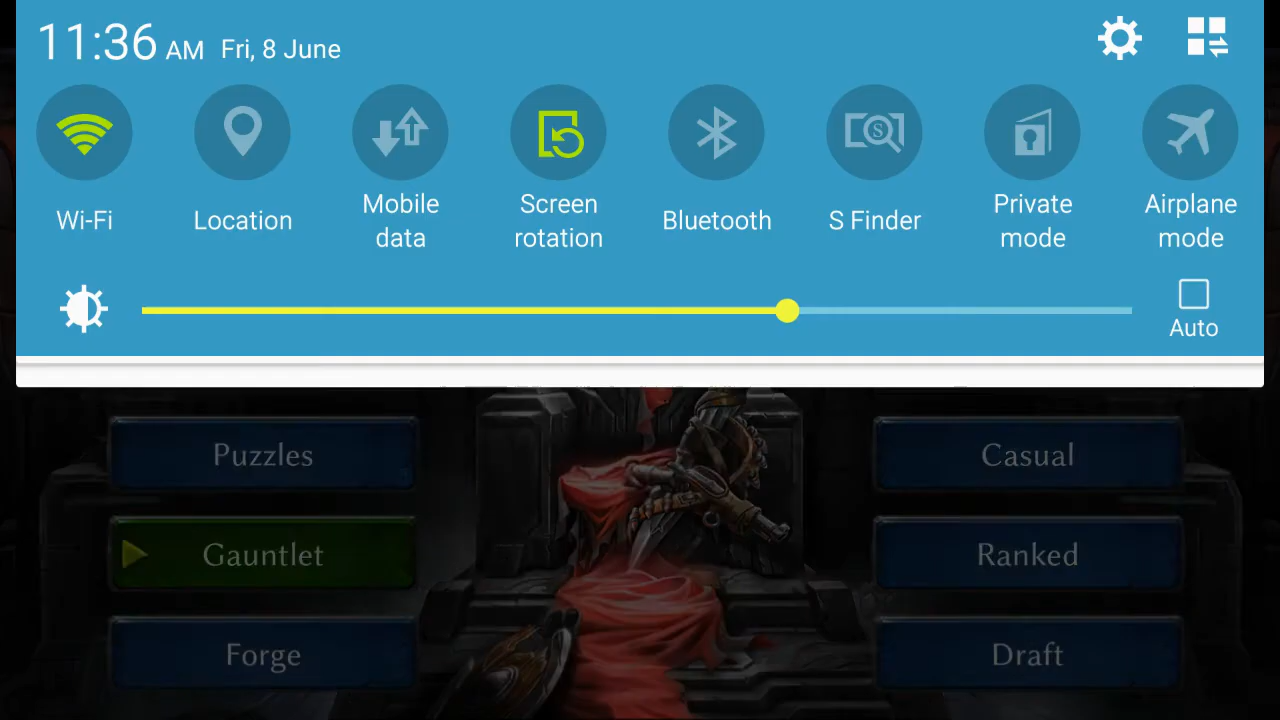 11:36 AM Fri, 8 June
Wi-Fi
Location
Mobile
data
Screen
rotation
Bluetooth
S Finder
Private
mode
Airplane
mode
Auto
Puzzles
Casual
Gauntlet
Ranked
Forge
Draft